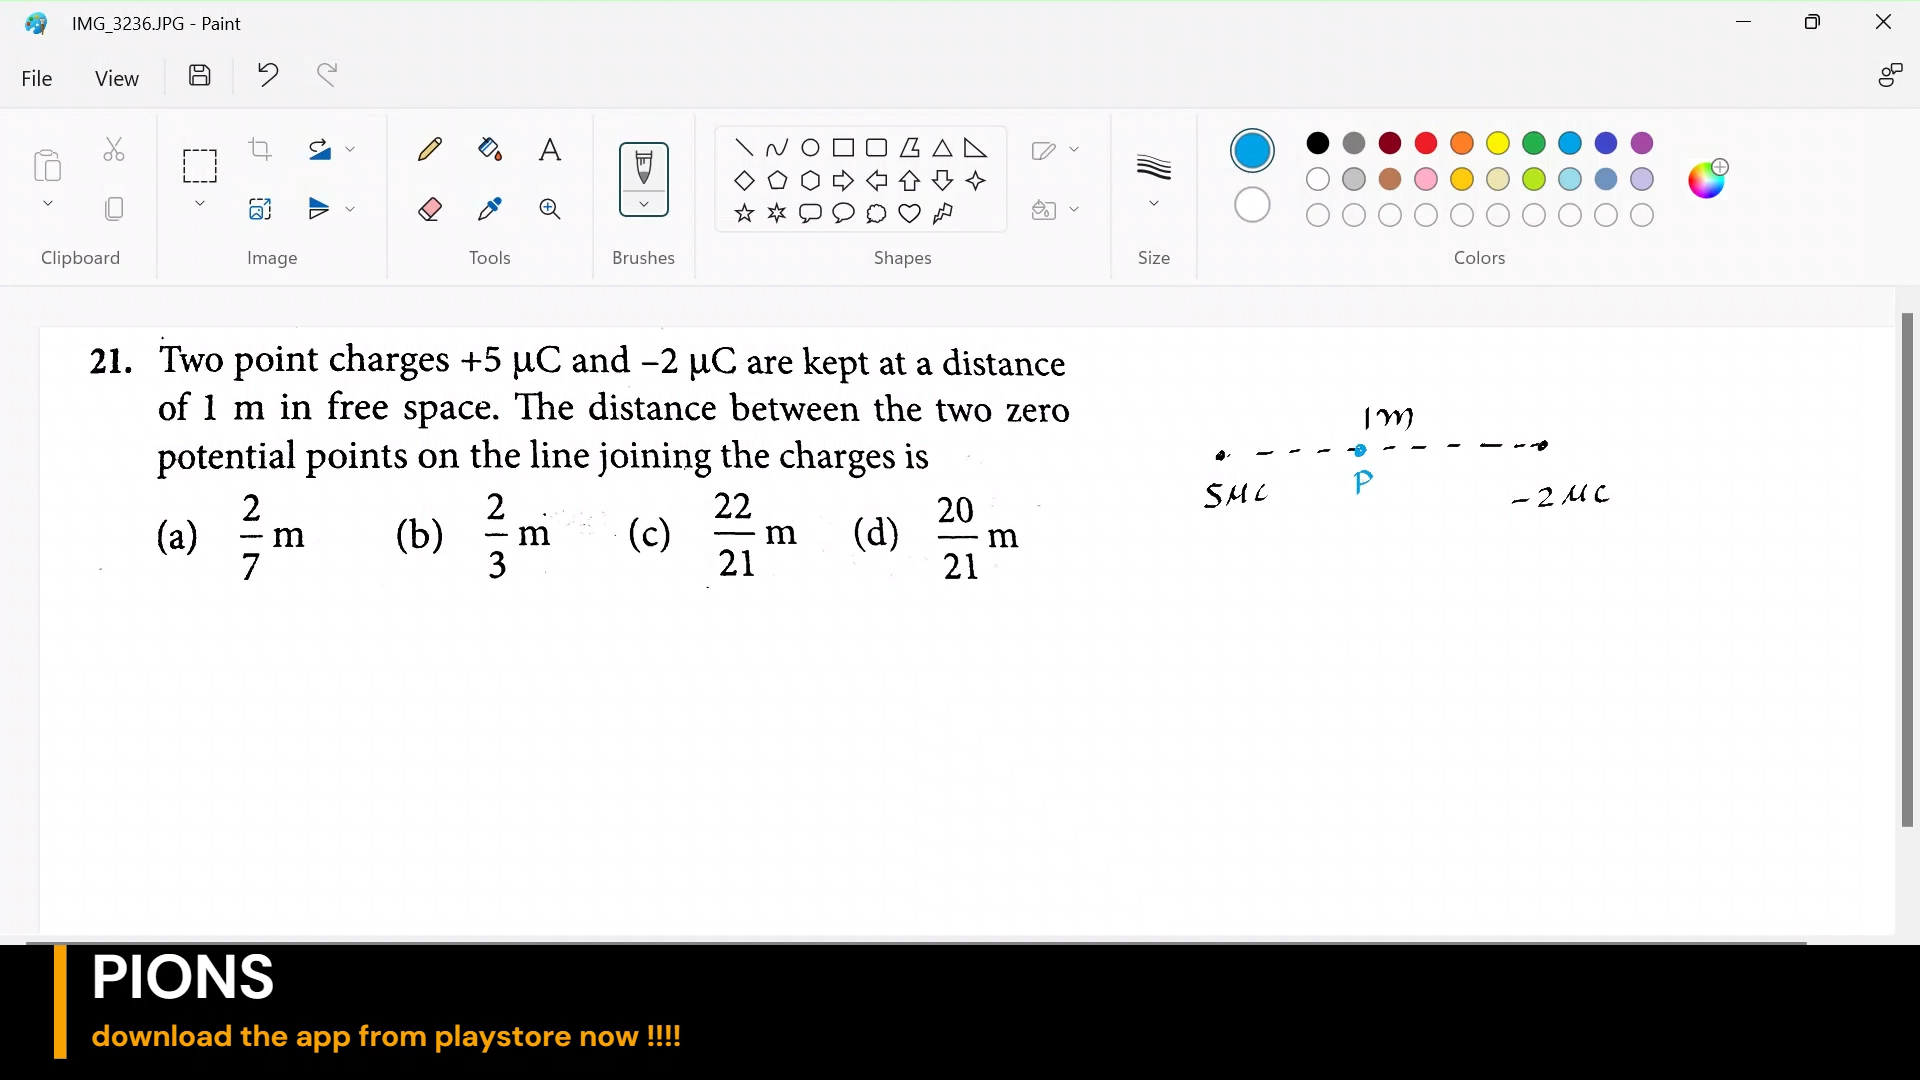 IMG_3236.JPG - Paint
File View
Clipboard Image Tools Brushes Shapes Size Colors
21. Two point charges +5 µC and –2 µC are kept at a distance
of 1 m in free space. The distance between the two zero
potential points on the line joining the charges is
(a) 2/7 m (b) 2/3 m (c) 22/21 m (d) 20/21 m
1m
5µC P -2µC
PIONS
download the app from playstore now !!!!